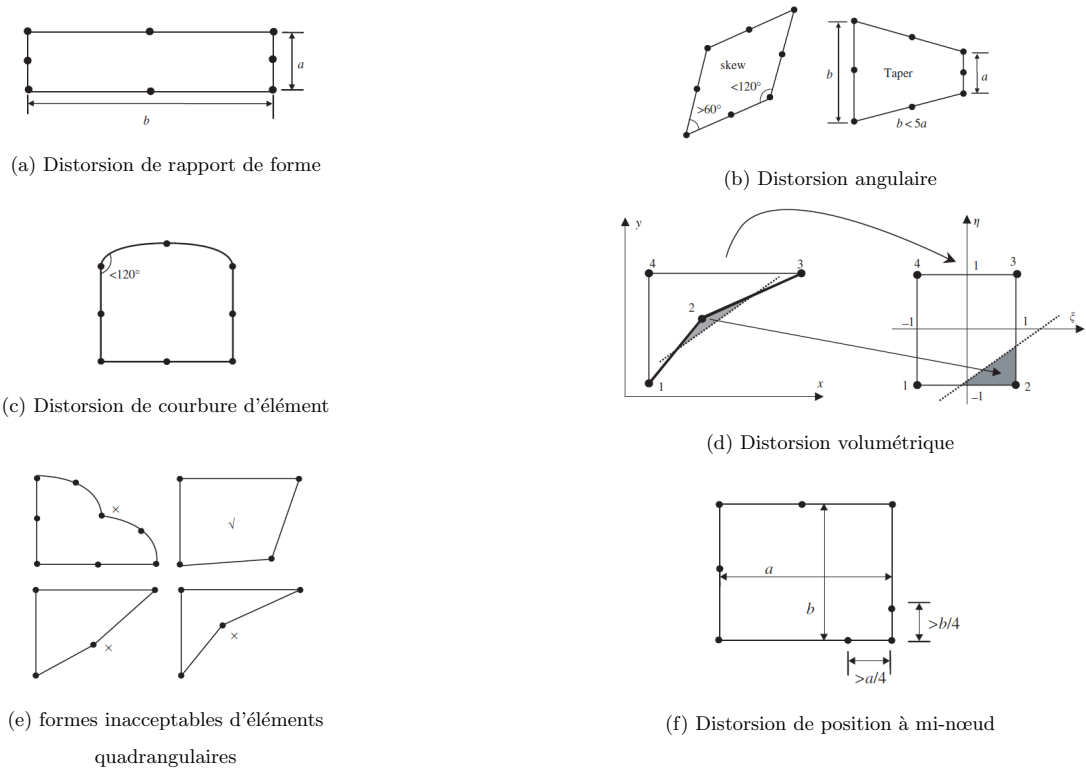 a
b
(a) Distorsion de rapport de forme
skew
<120°
>60°
b
Taper
a
b<5a
(b) Distorsion angulaire
<120°
(c) Distorsion de courbure d'élément
y
4
3
2
1
x
η
4
1
3
–1
1
ξ
1
–1
2
(d) Distorsion volumétrique
×
√
×
×
(e) formes inacceptables d'éléments
quadrangulaires
a
b
>b/4
>a/4
(f) Distorsion de position à mi-nœud